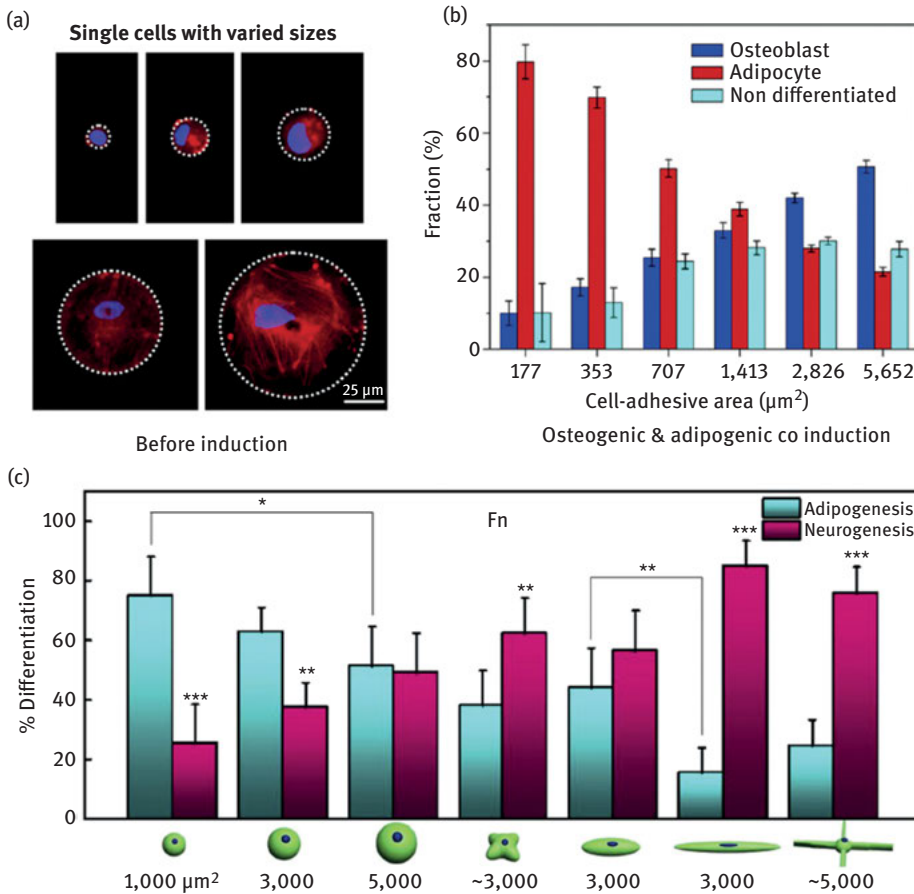 (a)
Single cells with varied sizes
25 μm
Before induction
(b)
Osteoblast
Adipocyte
Non differentiated
Fraction (%)
80
60
40
20
0
177 353 707 1,413 2,826 5,652
Cell-adhesive area (μm²)
Osteogenic & adipogenic co induction
(c)
Fn
Adipogenesis
Neurogenesis
% Differentiation
100
80
60
40
20
0
*
***
**
**
**
***
***
1,000 μm² 3,000 5,000 ~3,000 3,000 3,000 ~5,000